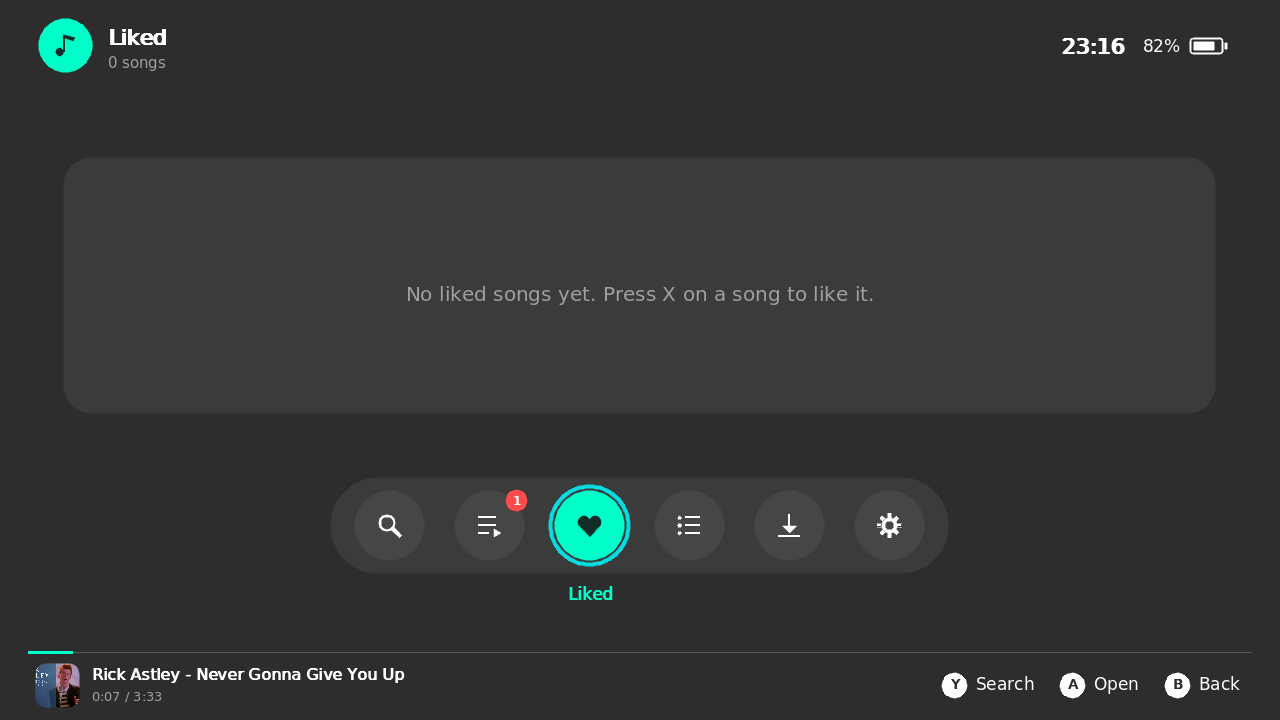 Liked
0 songs
23:16
82%
No liked songs yet. Press X on a song to like it.
1
Liked
Rick Astley - Never Gonna Give You Up
0:07 / 3:33
Y Search
A Open
B Back